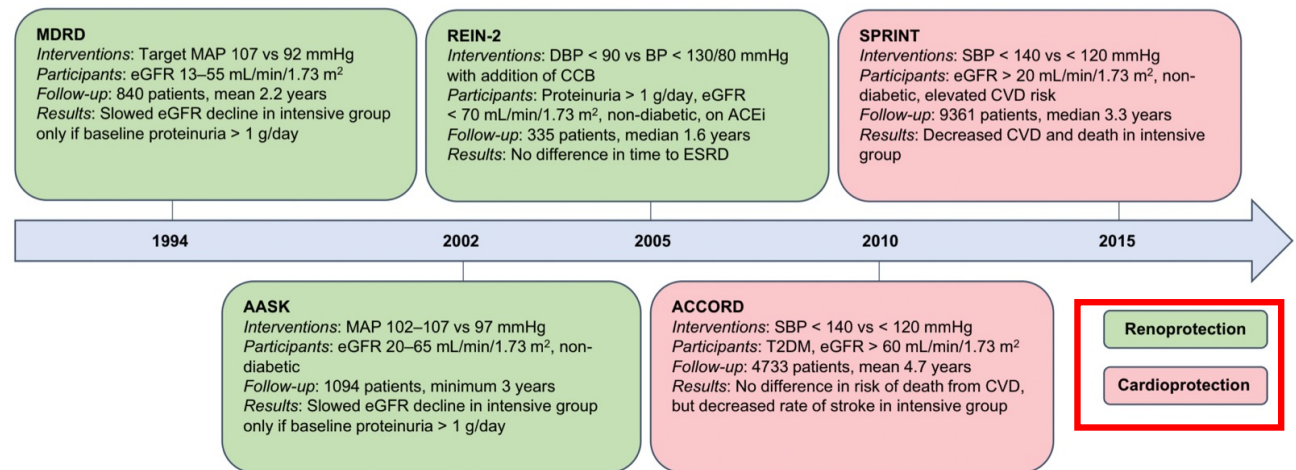 MDRD
Interventions: Target MAP 107 vs 92 mmHg
Participants: eGFR 13–55 mL/min/1.73 m²
Follow-up: 840 patients, mean 2.2 years
Results: Slowed eGFR decline in intensive group
only if baseline proteinuria > 1 g/day
REIN-2
Interventions: DBP < 90 vs BP < 130/80 mmHg
with addition of CCB
Participants: Proteinuria > 1 g/day, eGFR
< 70 mL/min/1.73 m², non-diabetic, on ACEi
Follow-up: 335 patients, median 1.6 years
Results: No difference in time to ESRD
SPRINT
Interventions: SBP < 140 vs < 120 mmHg
Participants: eGFR > 20 mL/min/1.73 m², non-
diabetic, elevated CVD risk
Follow-up: 9361 patients, median 3.3 years
Results: Decreased CVD and death in intensive
group
1994 2002 2005 2010 2015
AASK
Interventions: MAP 102–107 vs 97 mmHg
Participants: eGFR 20–65 mL/min/1.73 m², non-
diabetic
Follow-up: 1094 patients, minimum 3 years
Results: Slowed eGFR decline in intensive group
only if baseline proteinuria > 1 g/day
ACCORD
Interventions: SBP < 140 vs < 120 mmHg
Participants: T2DM, eGFR > 60 mL/min/1.73 m²
Follow-up: 4733 patients, mean 4.7 years
Results: No difference in risk of death from CVD,
but decreased rate of stroke in intensive group
Renoprotection
Cardioprotection